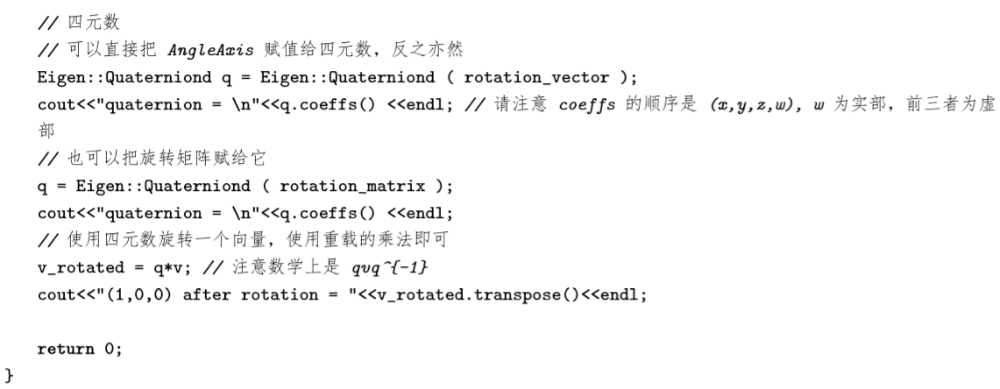 // 四元数
// 可以直接把 AngleAxis 赋值给四元数，反之亦然
Eigen::Quaterniond q = Eigen::Quaterniond ( rotation_vector );
cout<<"quaternion = \n"<<q.coeffs() <<endl; // 请注意 coeffs 的顺序是 (x,y,z,w), w 为实部，前三者为虚
部
// 也可以把旋转矩阵赋给它
q = Eigen::Quaterniond ( rotation_matrix );
cout<<"quaternion = \n"<<q.coeffs() <<endl;
// 使用四元数旋转一个向量，使用重载的乘法即可
v_rotated = q*v; // 注意数学上是 qvq^{-1}
cout<<"(1,0,0) after rotation = "<<v_rotated.transpose()<<endl;
return 0;
}